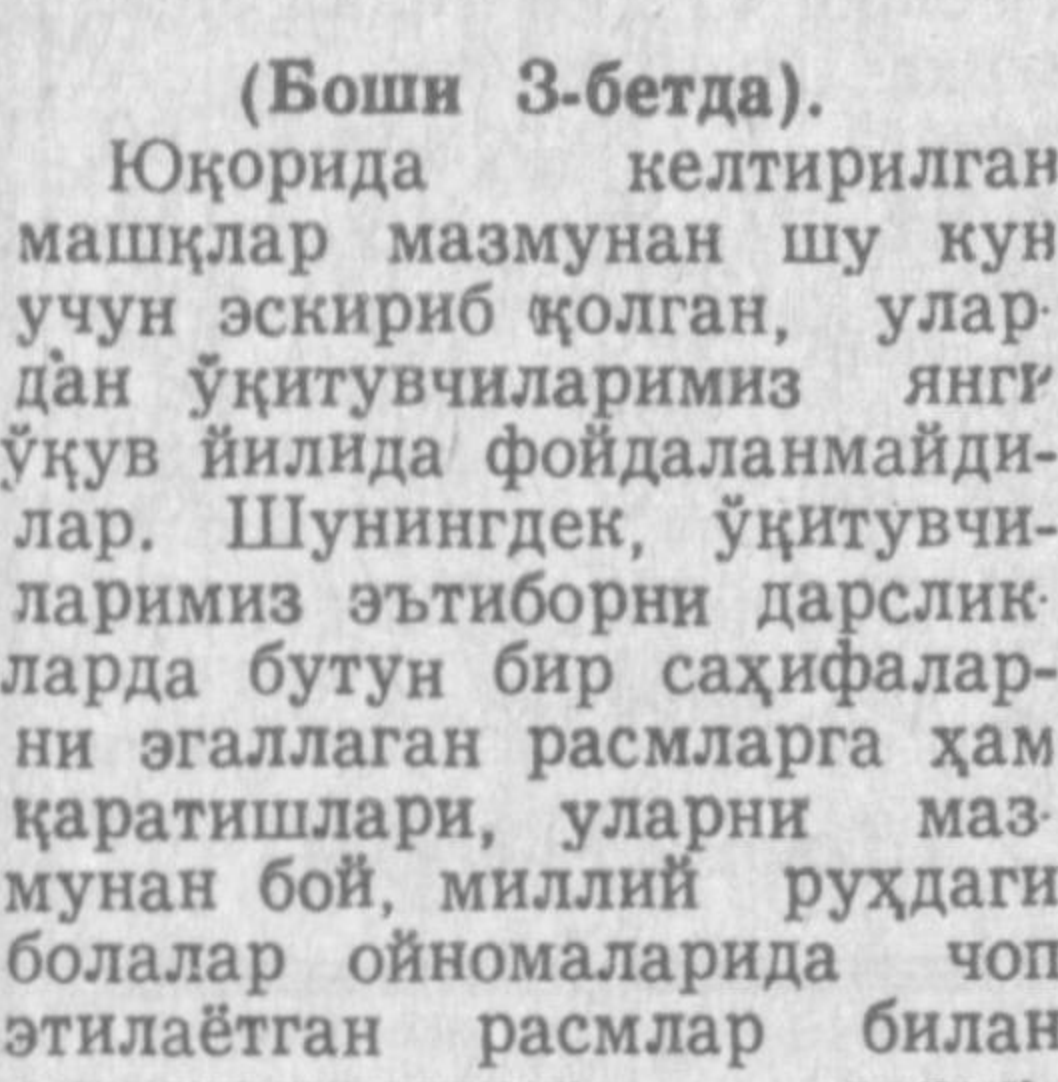 (Боши 3-бетда).
Юқорида келтирилган
машқлар мазмунан шу кун
учун эскириб қолган, улар-
дан ўқитувчиларимиз янги
ўқув йилида фойдаланмайди-
лар. Шунингдек, ўқитувчи-
ларимиз эътиборни дарслик-
ларда бутун бир саҳифалар-
ни эгаллаган расмларга ҳам
қаратишлари, уларни маз-
мунан бой, миллий руҳдаги
болалар ойномаларида чоп
этилаётган расмлар билан